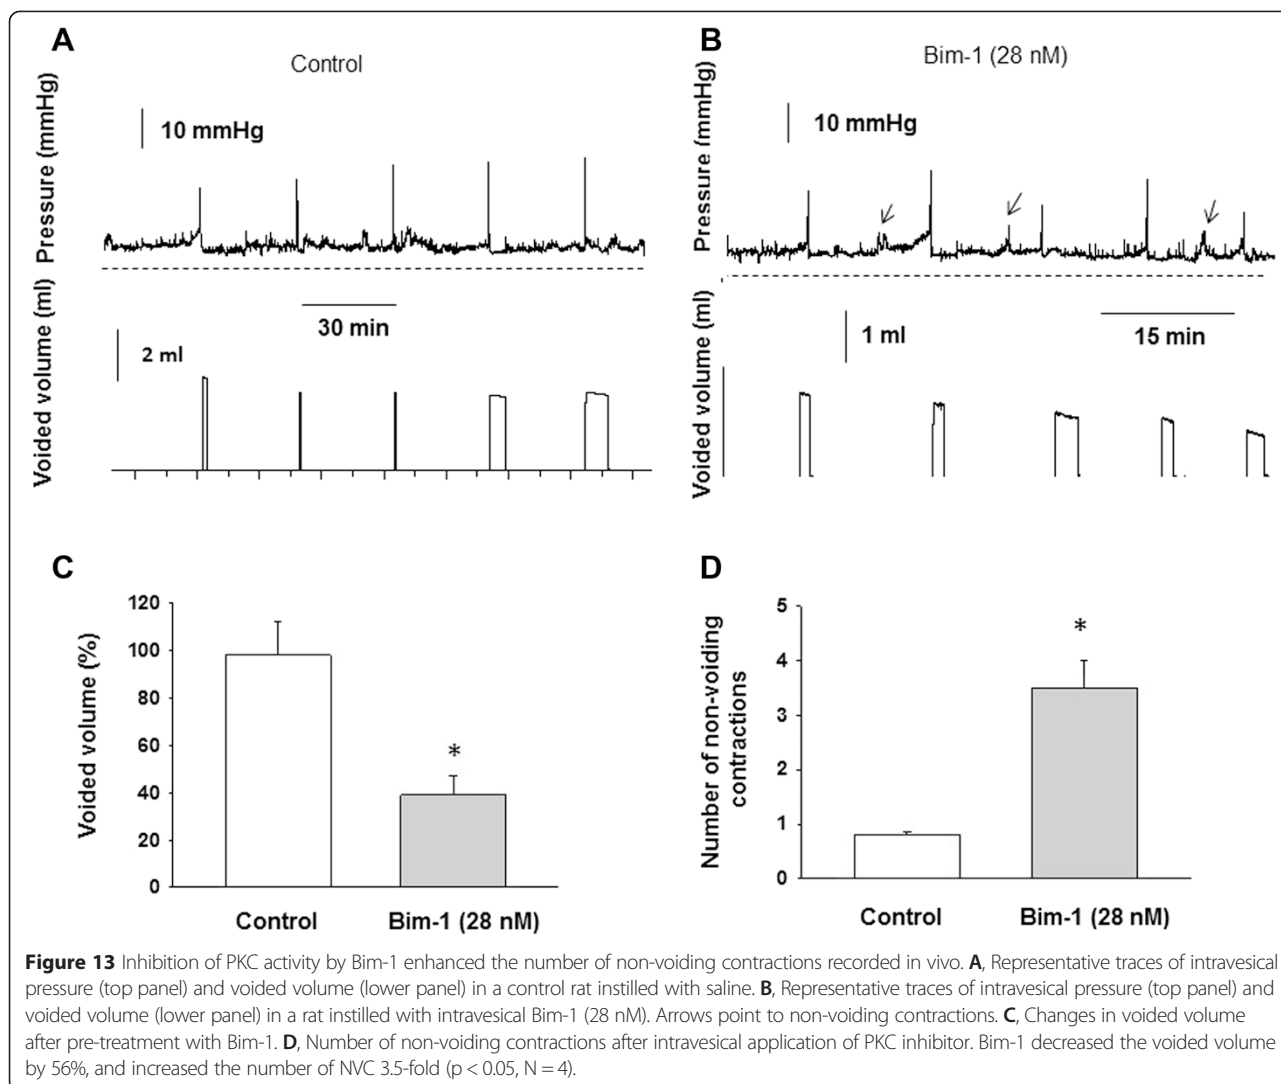 A
Control
Pressure (mmHg)
10 mmHg
30 min
Voided volume (ml)
2 ml
B
Bim-1 (28 nM)
Pressure (mmHg)
10 mmHg
Voided volume (ml)
1 ml
15 min
C
Voided volume (%)
120
100
80
60
40
20
0
*
Control
Bim-1 (28 nM)
D
Number of non-voiding
contractions
5
4
3
2
1
0
*
Control
Bim-1 (28 nM)
Figure 13 Inhibition of PKC activity by Bim-1 enhanced the number of non-voiding contractions recorded in vivo. A, Representative traces of intravesical
pressure (top panel) and voided volume (lower panel) in a control rat instilled with saline. B, Representative traces of intravesical pressure (top panel) and
voided volume (lower panel) in a rat instilled with intravesical Bim-1 (28 nM). Arrows point to non-voiding contractions. C, Changes in voided volume
after pre-treatment with Bim-1. D, Number of non-voiding contractions after intravesical application of PKC inhibitor. Bim-1 decreased the voided volume
by 56%, and increased the number of NVC 3.5-fold (p < 0.05, N = 4).